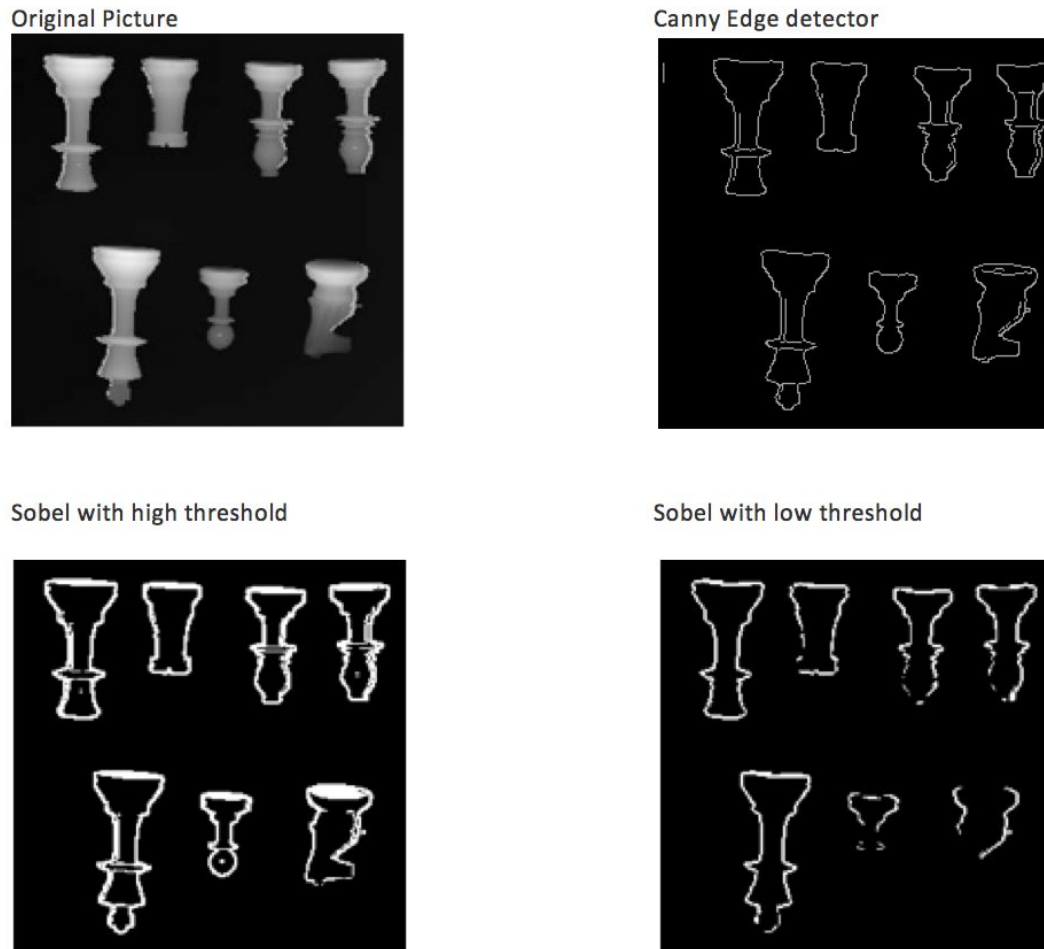 Original Picture
Canny Edge detector
Sobel with high threshold
Sobel with low threshold